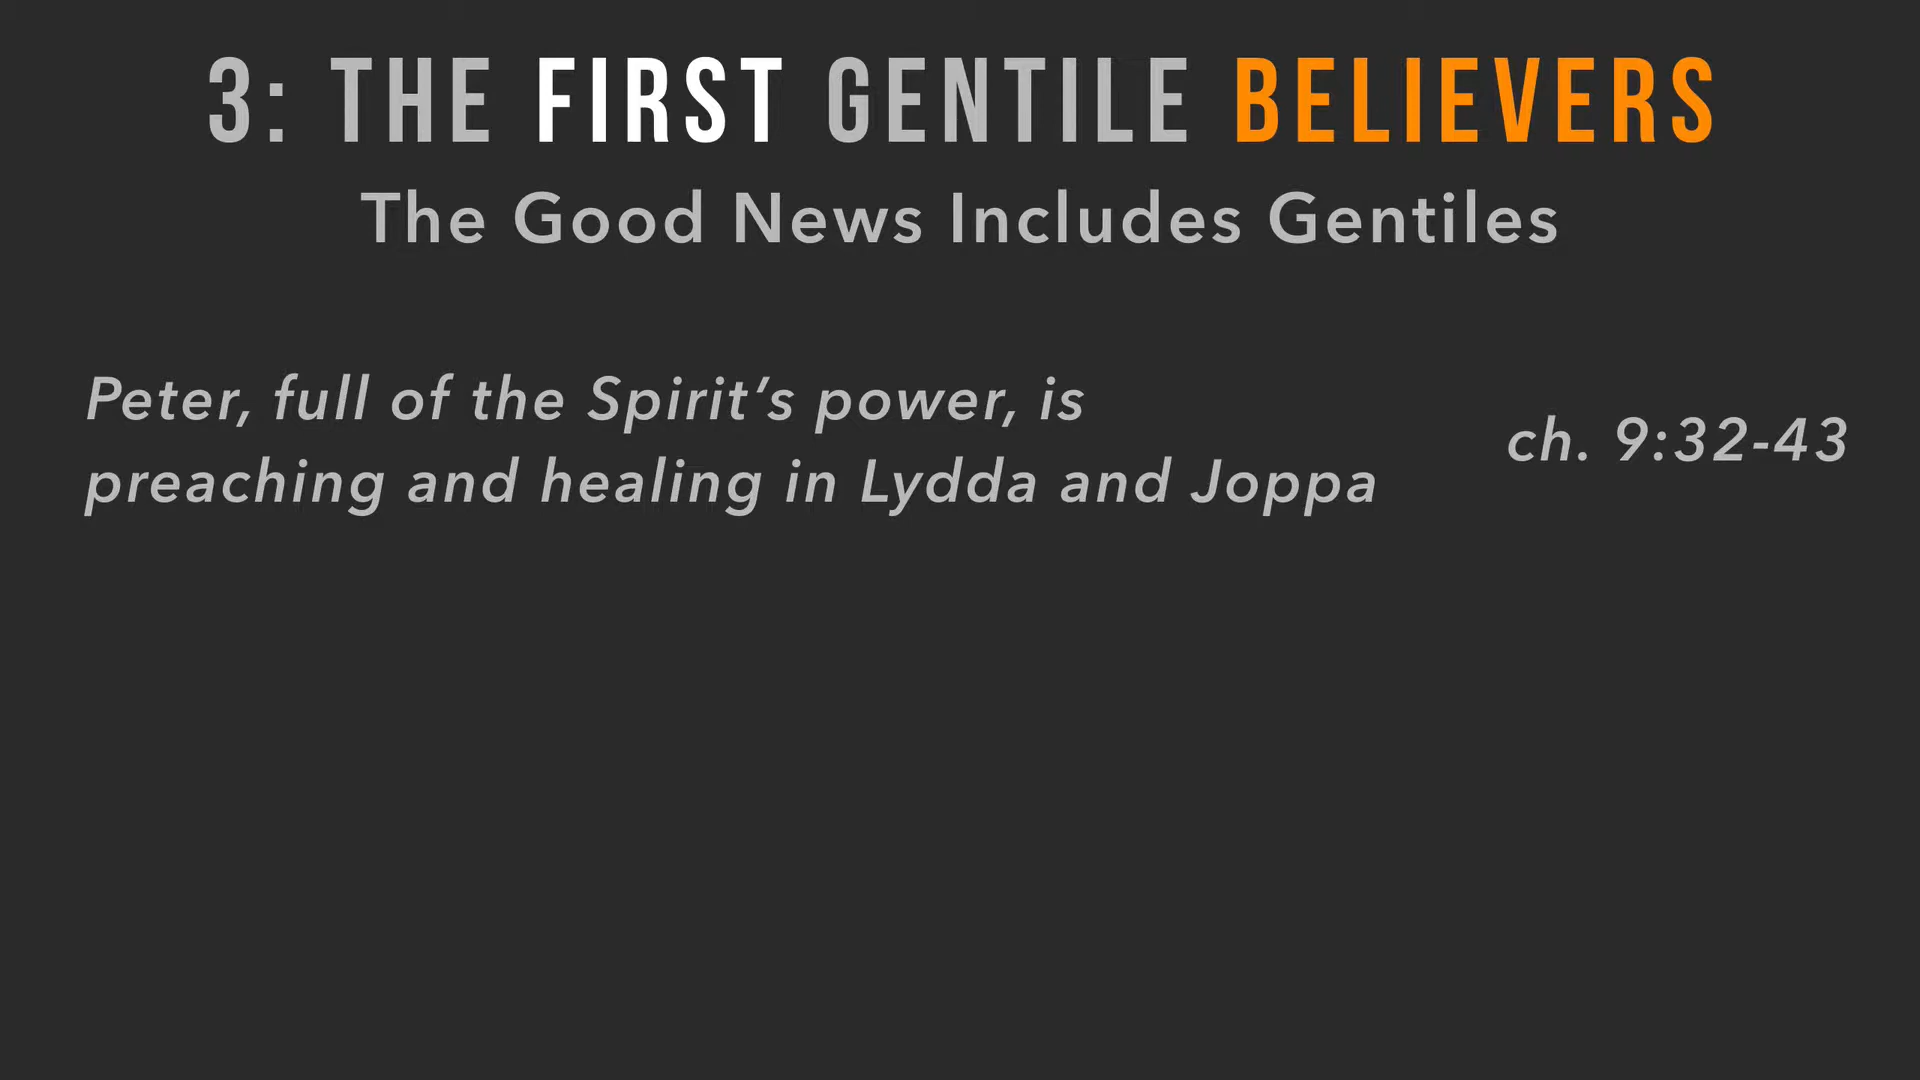 3: THE FIRST GENTILE BELIEVERS
The Good News Includes Gentiles
Peter, full of the Spirit’s power, is
preaching and healing in Lydda and Joppa
ch. 9:32-43